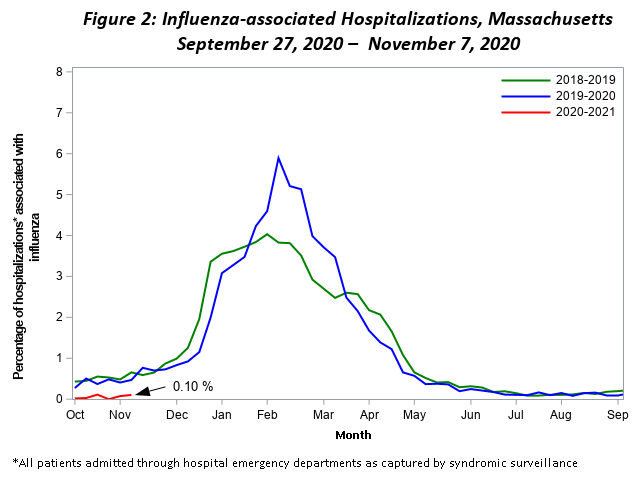 Figure 2: Influenza-associated Hospitalizations, Massachusetts
September 27, 2020 – November 7, 2020
8
7
6
5
4
3
2
1
0
Percentage of hospitalizations* associated with
influenza
2018-2019
2019-2020
2020-2021
0.10 %
Oct Nov Dec Jan Feb Mar Apr May Jun Jul Aug Sep
Month
*All patients admitted through hospital emergency departments as captured by syndromic surveillance